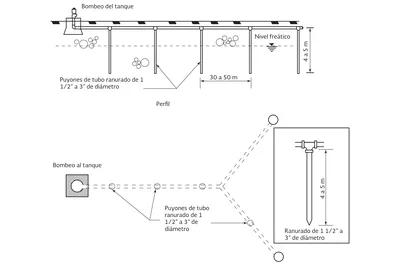 Bombeo del tanque
Nivel freático
4 a 5 m
Puyones de tubo ranurado de 1
1/2" a 3" de
diámetro
30 a 50 m
Perfil
Bombeo al tanque
4 a 5 m
Puyones de tubo
ranurado de 1
1/2" a 3" de
diámetro
Ranurado de 1 1/2" a
3" de diámetro